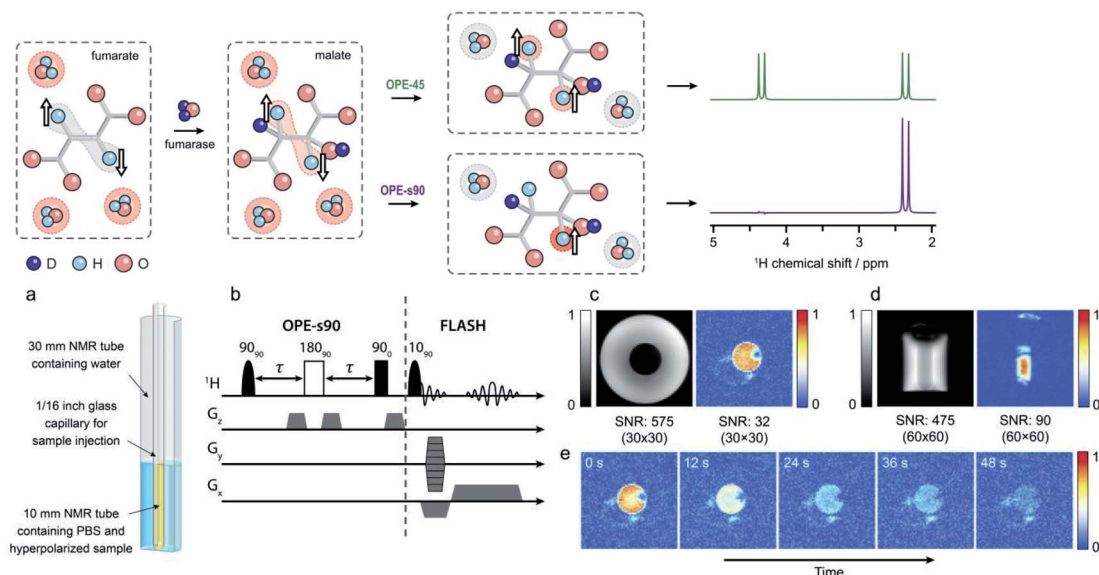 fumarate
fumarase
malate
OPE-45
OPE-s90
D H O
5 4 3 2
¹H chemical shift / ppm
a
30 mm NMR tube
containing water
1/16 inch glass
capillary for
sample injection
10 mm NMR tube
containing PBS and
hyperpolarized sample
b
OPE-s90 FLASH
90₉₀ 180₉₀ 90₀ 10₉₀
τ τ
¹H
G_z
G_y
G_x
c
1
0
1
0
SNR: 575
(30x30)
SNR: 32
(30×30)
d
1
0
1
0
SNR: 475
(60x60)
SNR: 90
(60×60)
e
0 s 12 s 24 s 36 s 48 s
1
0
Time